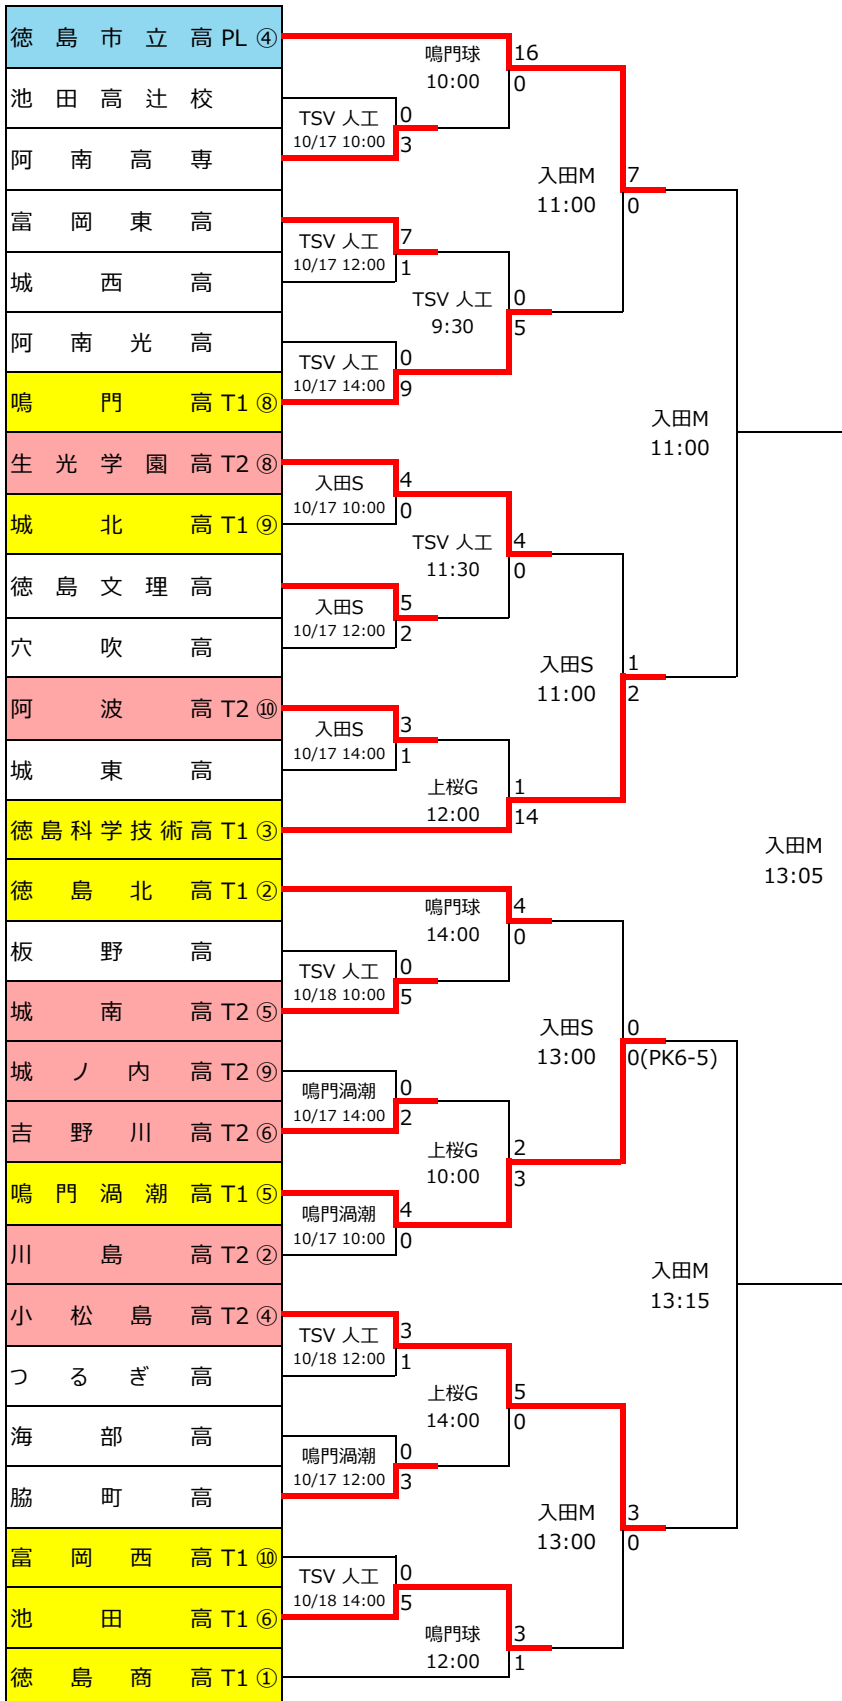 徳島市立高 PL ④
池田高辻校
阿南高専
富岡東高
城西高
阿南光高
鳴門高 T1 ⑧
生光学園高 T2 ⑧
城北高 T1 ⑨
徳島文理高
穴吹高
阿波高 T2 ⑩
城東高
徳島科学技術高 T1 ③
徳島北高 T1 ②
板野高
城南高 T2 ⑤
城ノ内高 T2 ⑨
吉野川高 T2 ⑥
鳴門渦潮高 T1 ⑤
川島高 T2 ②
小松島高 T2 ④
つるぎ高
海部高
脇町高
富岡西高 T1 ⑩
池田高 T1 ⑥
徳島商高 T1 ①
TSV 人工
10/17 10:00
0
3
TSV 人工
10/17 12:00
7
1
TSV 人工
10/17 14:00
0
9
入田S
10/17 10:00
4
0
入田S
10/17 12:00
5
2
入田S
10/17 14:00
3
1
TSV 人工
10/18 10:00
0
5
鳴門渦潮
10/17 14:00
0
2
鳴門渦潮
10/17 10:00
4
0
TSV 人工
10/18 12:00
3
1
鳴門渦潮
10/17 12:00
0
3
TSV 人工
10/18 14:00
0
5
鳴門球
10:00
16
0
TSV 人工
9:30
0
5
TSV 人工
11:30
4
0
上桜G
12:00
1
14
鳴門球
14:00
4
0
上桜G
10:00
2
3
上桜G
14:00
5
0
鳴門球
12:00
3
1
入田M
11:00
7
0
入田S
11:00
1
2
入田S
13:00
0
0(PK6-5)
入田M
13:00
3
0
入田M
11:00
入田M
13:15
入田M
13:05